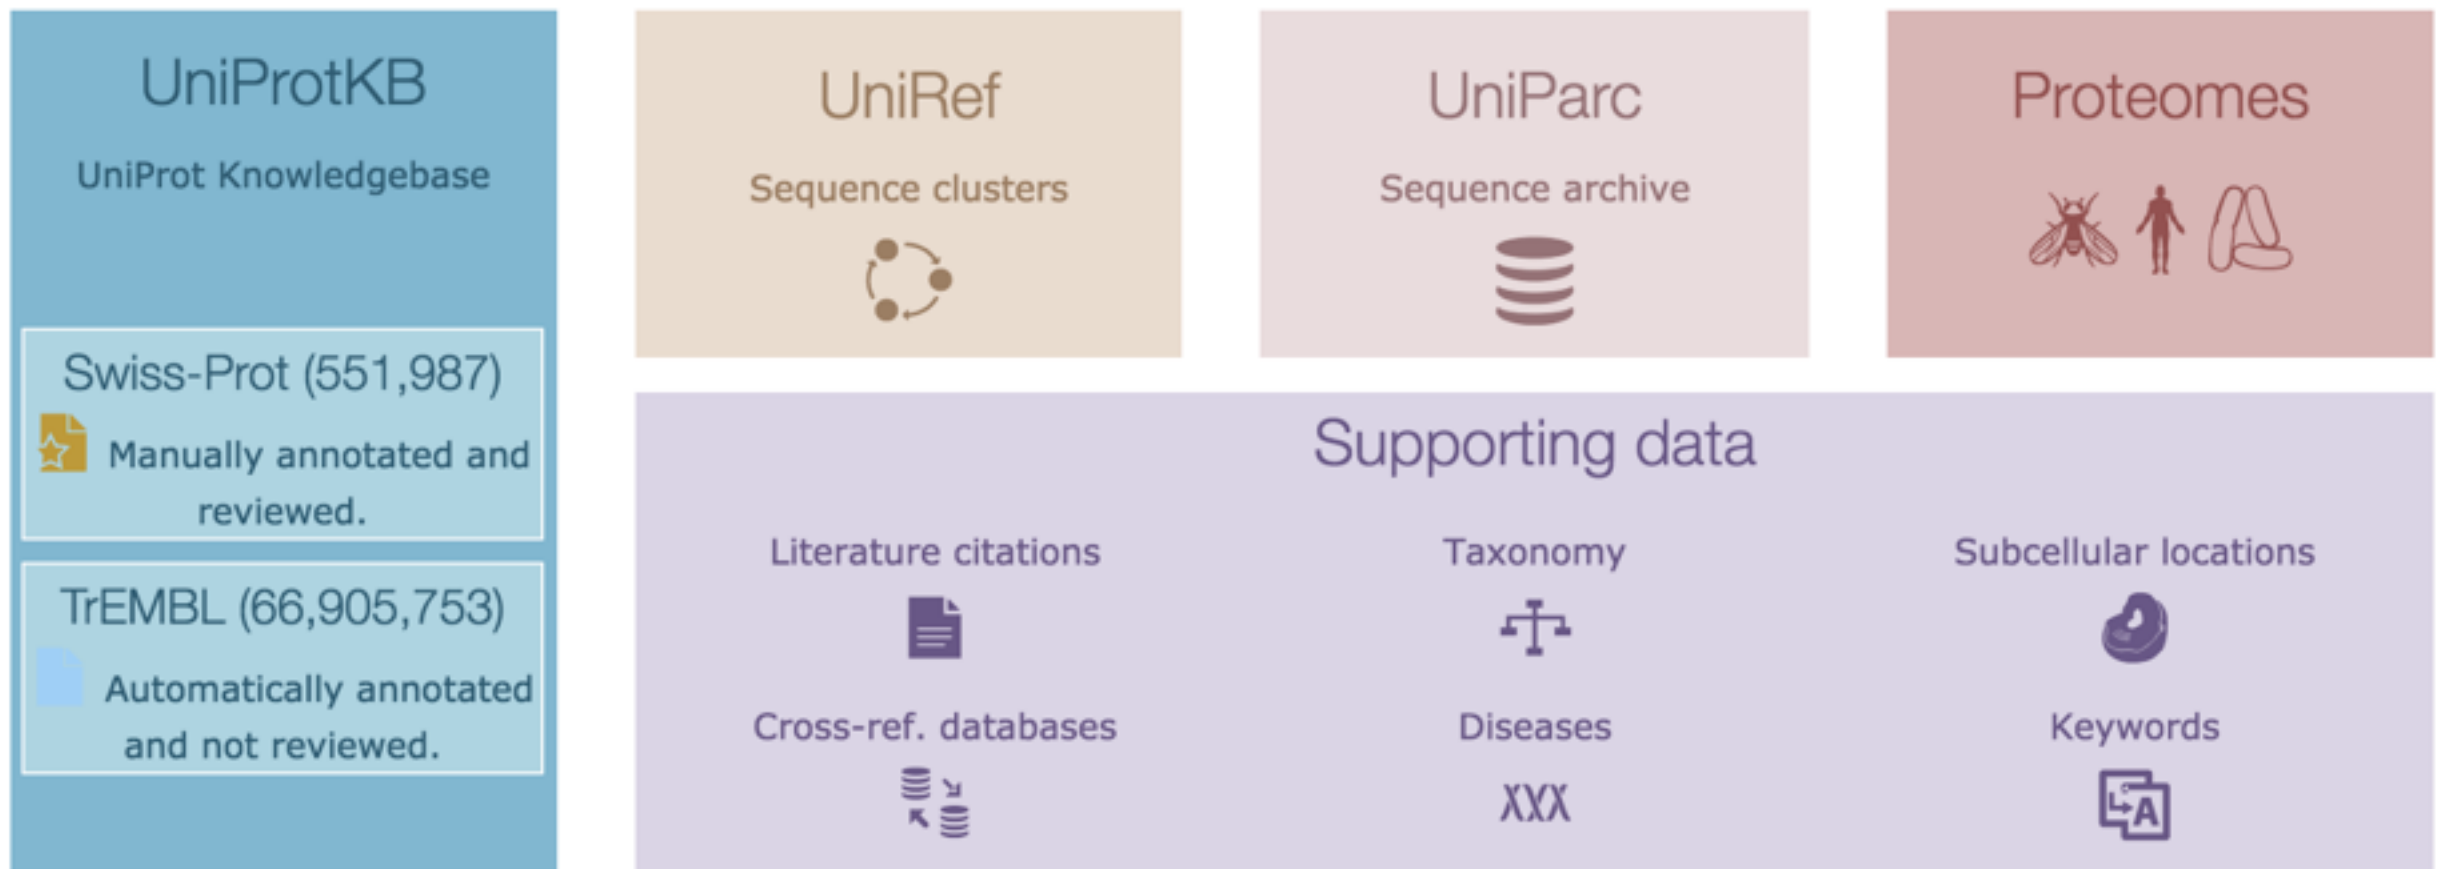 UniProtKB
UniProt Knowledgebase
Swiss-Prot (551,987)
Manually annotated and
reviewed.
TrEMBL (66,905,753)
Automatically annotated
and not reviewed.
UniRef
Sequence clusters
UniParc
Sequence archive
Proteomes
Supporting data
Literature citations
Taxonomy
Subcellular locations
Cross-ref. databases
Diseases
Keywords
A